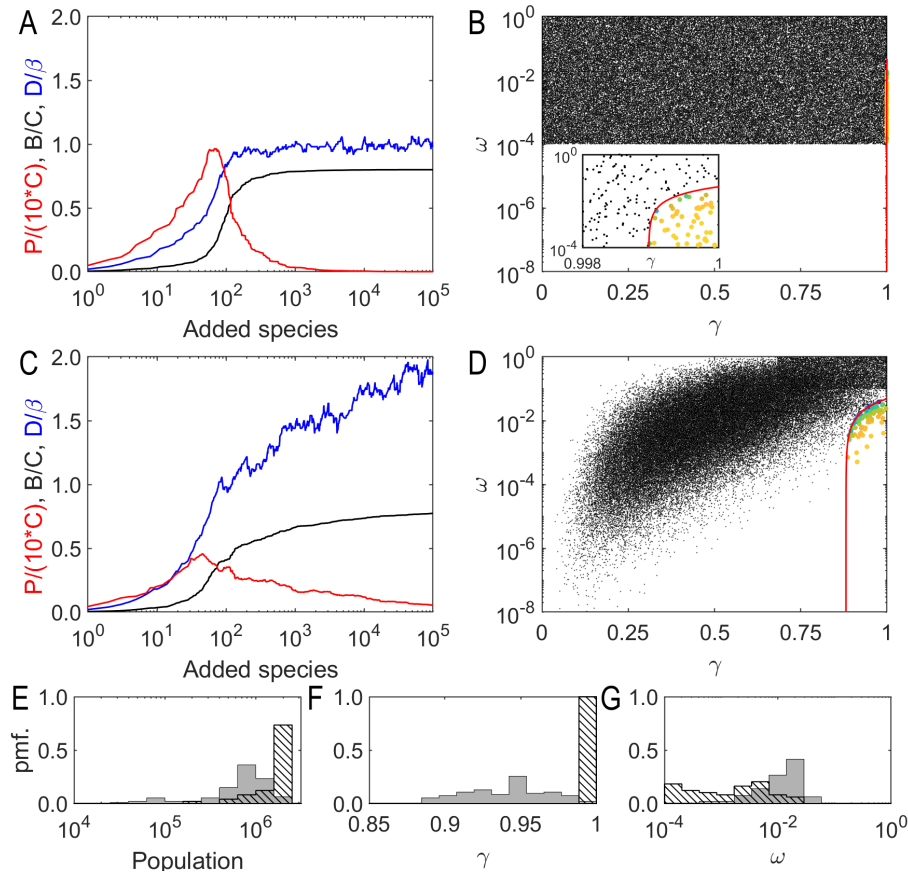 A
P/(10*C), B/C, D/β
2.0
1.5
1.0
0.5
0.0
10^0 10^1 10^2 10^3 10^4 10^5
Added species
B
ω
10^0
10^-2
10^-4
10^-6
10^-8
0 0.25 0.5 0.75 1
γ
10^0
ω
10^-4
0.998 γ 1
C
P/(10*C), B/C, D/β
2.0
1.5
1.0
0.5
0.0
10^0 10^1 10^2 10^3 10^4 10^5
Added species
D
ω
10^0
10^-2
10^-4
10^-6
10^-8
0 0.25 0.5 0.75 1
γ
E
pmf.
1.0
0.5
0.0
10^4 10^5 10^6
Population
F
1.0
0.5
0.0
0.85 0.9 0.95 1
γ
G
1.0
0.5
0.0
10^-4 10^-2 10^0
ω